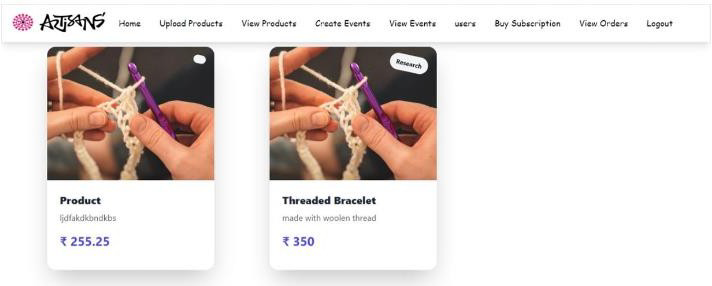 ARTISANS Home Upload Products View Products Create Events View Events users Buy Subscription View Orders Logout
Research
Product
ljdfakdkbndkbs
₹ 255.25
Threaded Bracelet
made with woolen thread
₹ 350